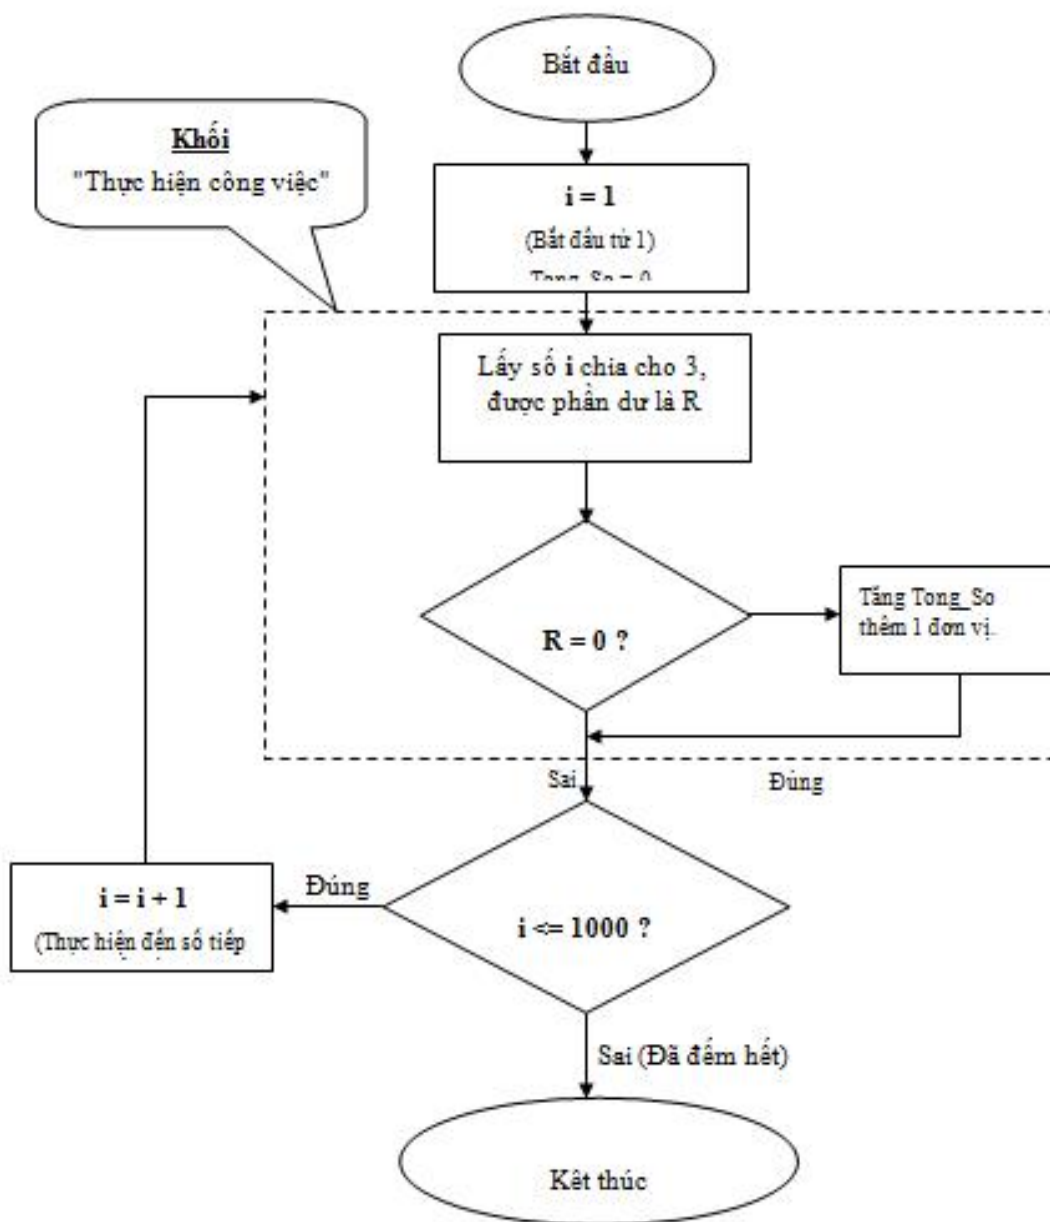 Bắt đầu
Khối
"Thực hiện công việc"
i = 1
(Bắt đầu từ 1)
Tong_So = 0
Lấy số i chia cho 3,
được phần dư là R
R = 0 ?
Tăng Tong_So
thêm 1 đơn vị.
Sai
Đúng
i = i + 1
(Thực hiện đến số tiếp
Đúng
i <= 1000 ?
Sai (Đã đếm hết)
Kết thúc